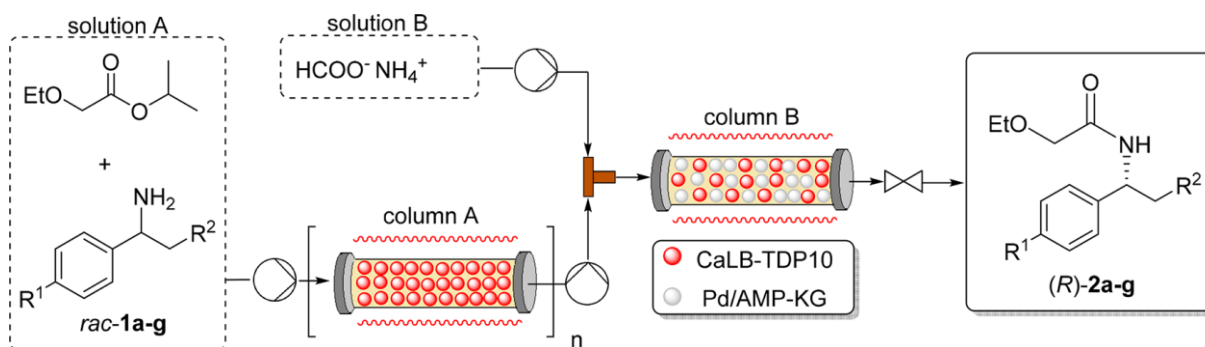 solution A
EtO
O
O
+
NH₂
R²
R¹
rac-1a-g
column A
n
solution B
HCOO⁻ NH₄⁺
column B
CaLB-TDP10
Pd/AMP-KG
O
EtO
NH
R²
R¹
(R)-2a-g